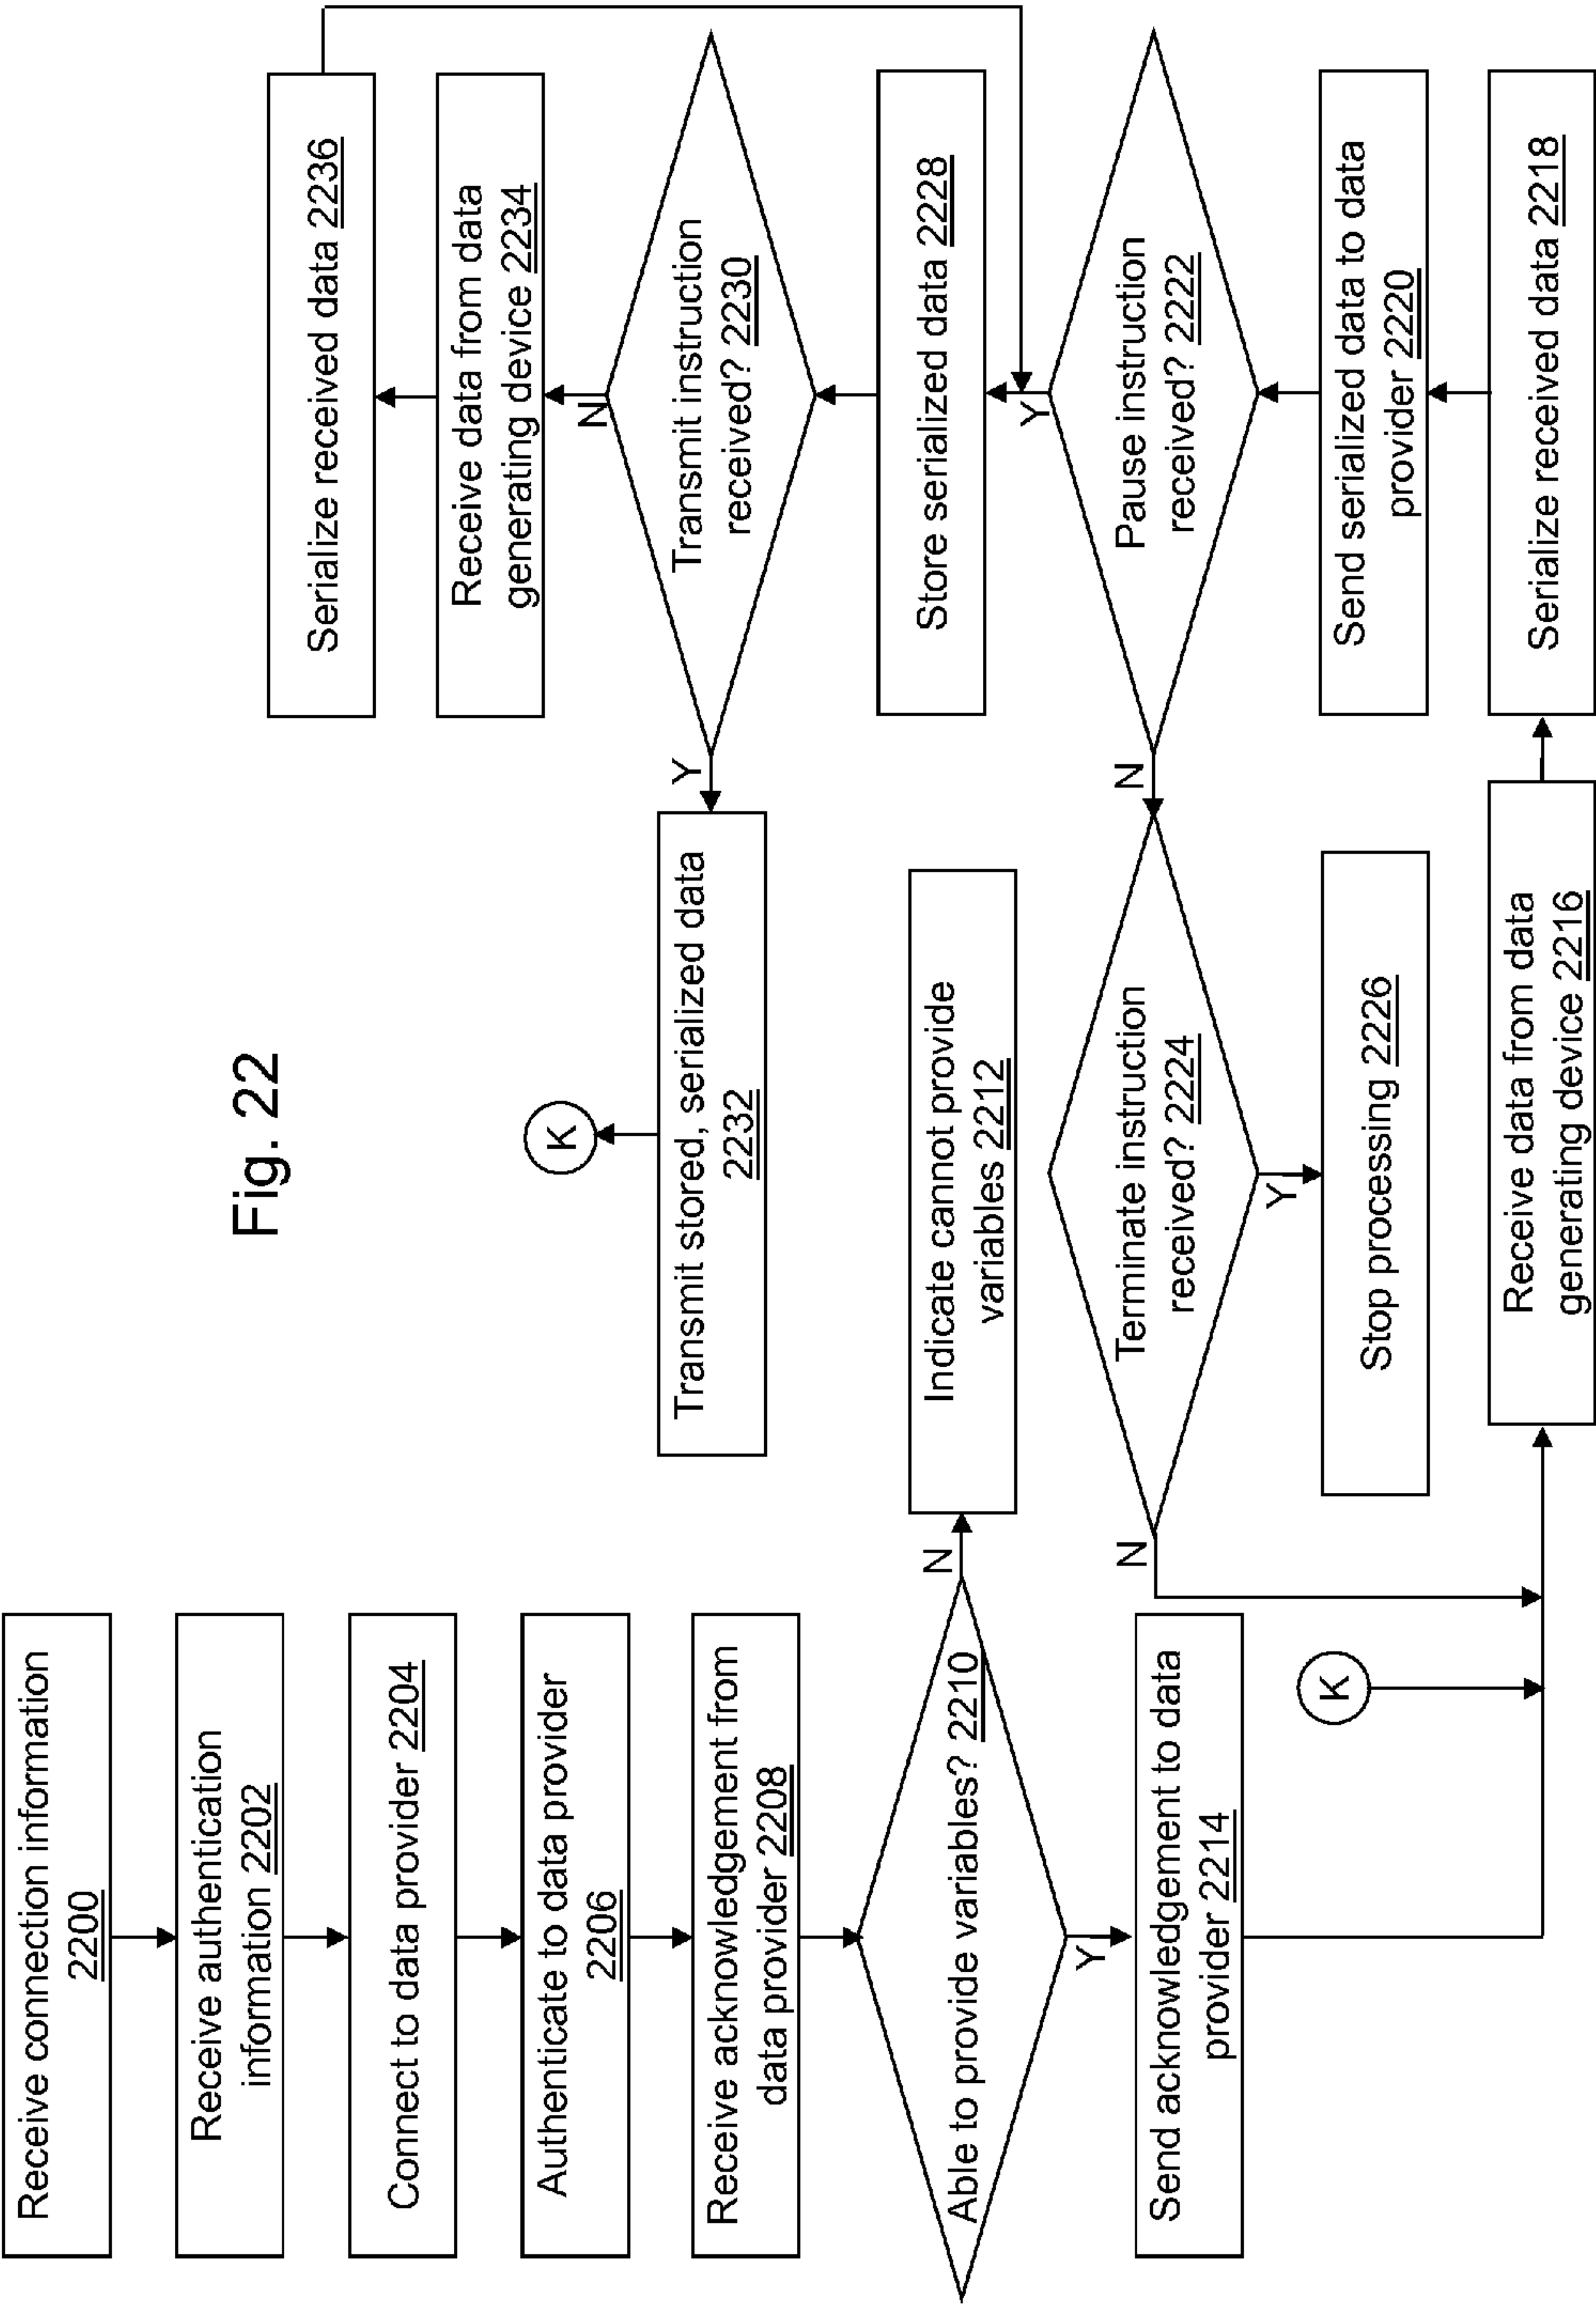 Receive connection information
2200
Receive authentication
information 2202
Connect to data provider 2204
Authenticate to data provider
2206
Receive acknowledgement from
data provider 2208
Able to provide variables? 2210
N
Y
Indicate cannot provide
variables 2212
Send acknowledgement to data
provider 2214
K
Receive data from data
generating device 2216
Serialize received data 2218
Send serialized data to data
provider 2220
Pause instruction
received? 2222
N
Y
Terminate instruction
received? 2224
N
Y
Stop processing 2226
Store serialized data 2228
Transmit instruction
received? 2230
Y
N
Transmit stored, serialized data
2232
K
Receive data from data
generating device 2234
Serialize received data 2236
Fig. 22